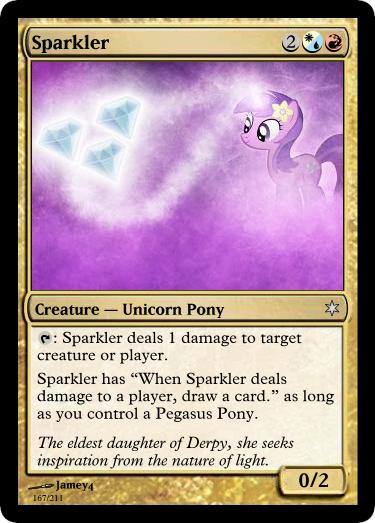 Sparkler 2
Creature — Unicorn Pony
: Sparkler deals 1 damage to target
creature or player.
Sparkler has “When Sparkler deals
damage to a player, draw a card.” as long
as you control a Pegasus Pony.
The eldest daughter of Derpy, she seeks
inspiration from the nature of light.
Jamey4
167/211
0/2